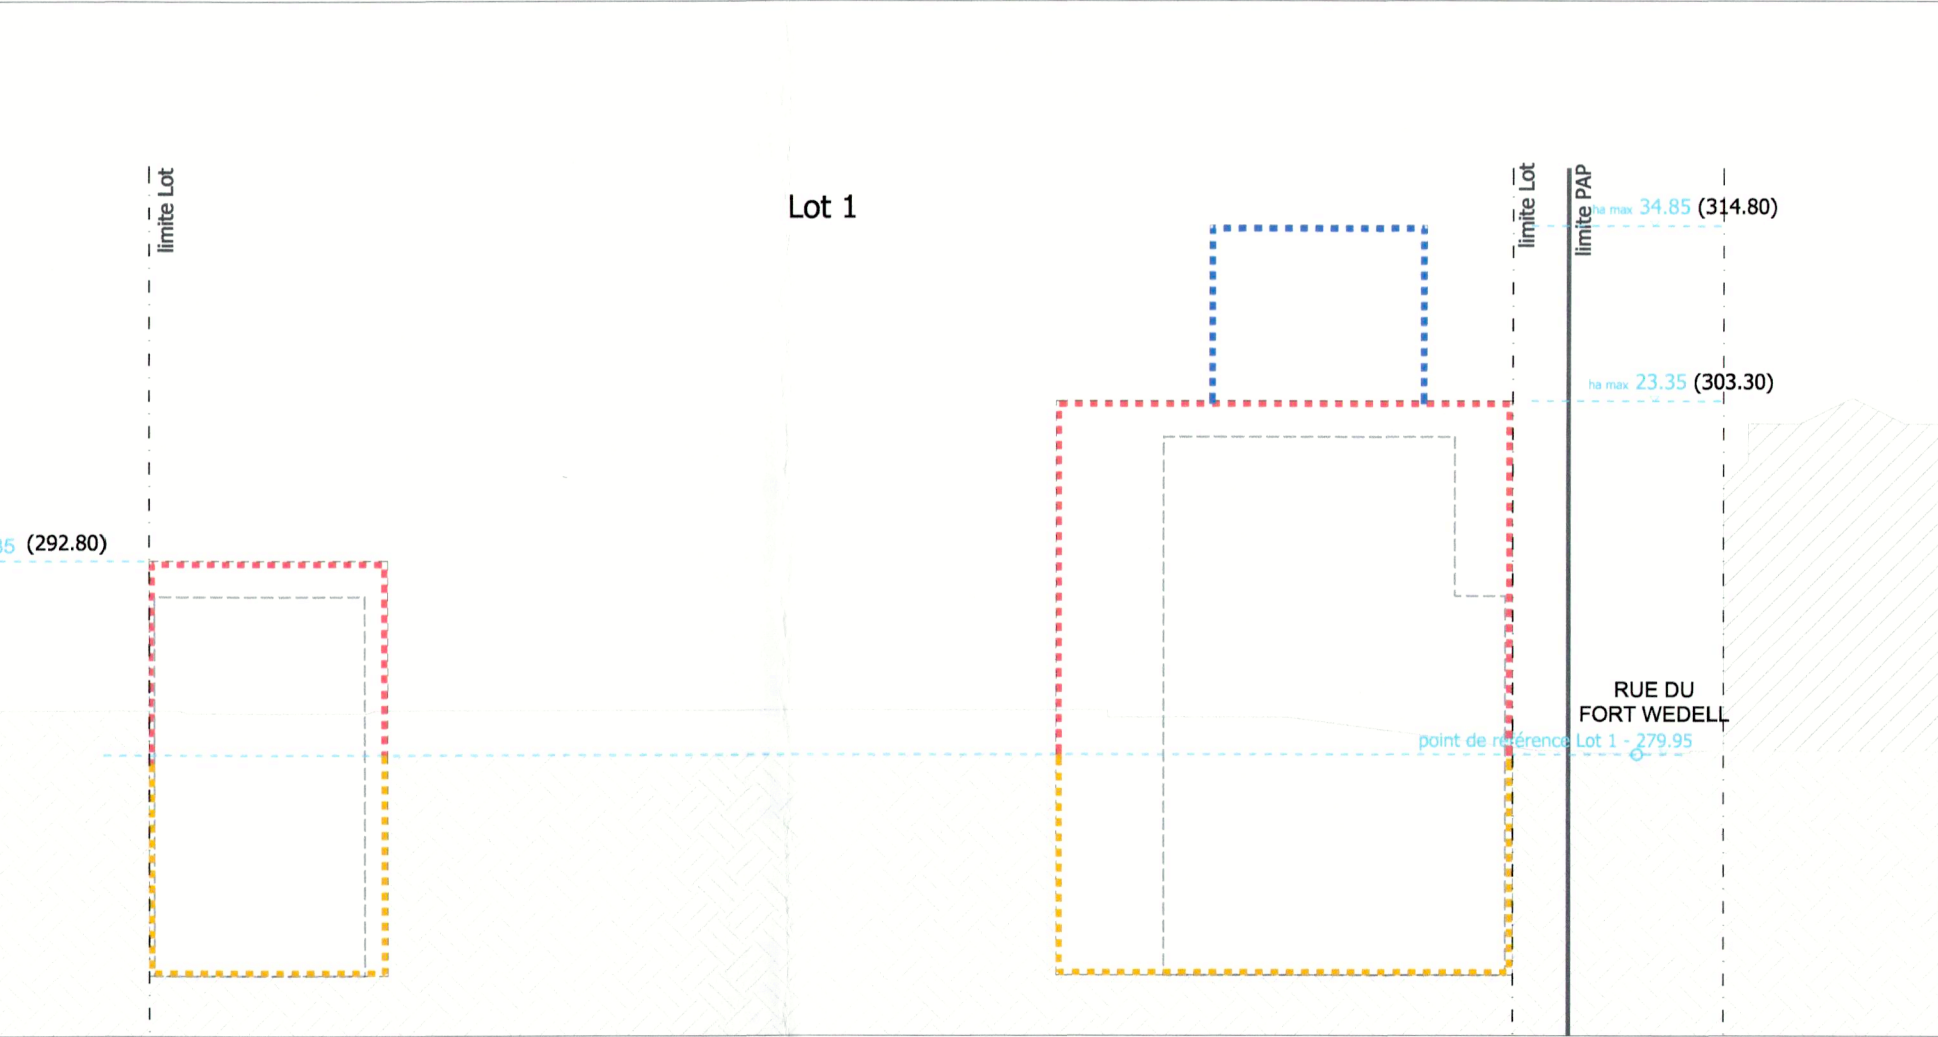 limite Lot
Lot 1
limite Lot
limite PAP
ha max 34.85 (314.80)
ha max 23.35 (303.30)
85 (292.80)
RUE DU
FORT WEDELL
point de référence Lot 1 - 279.95